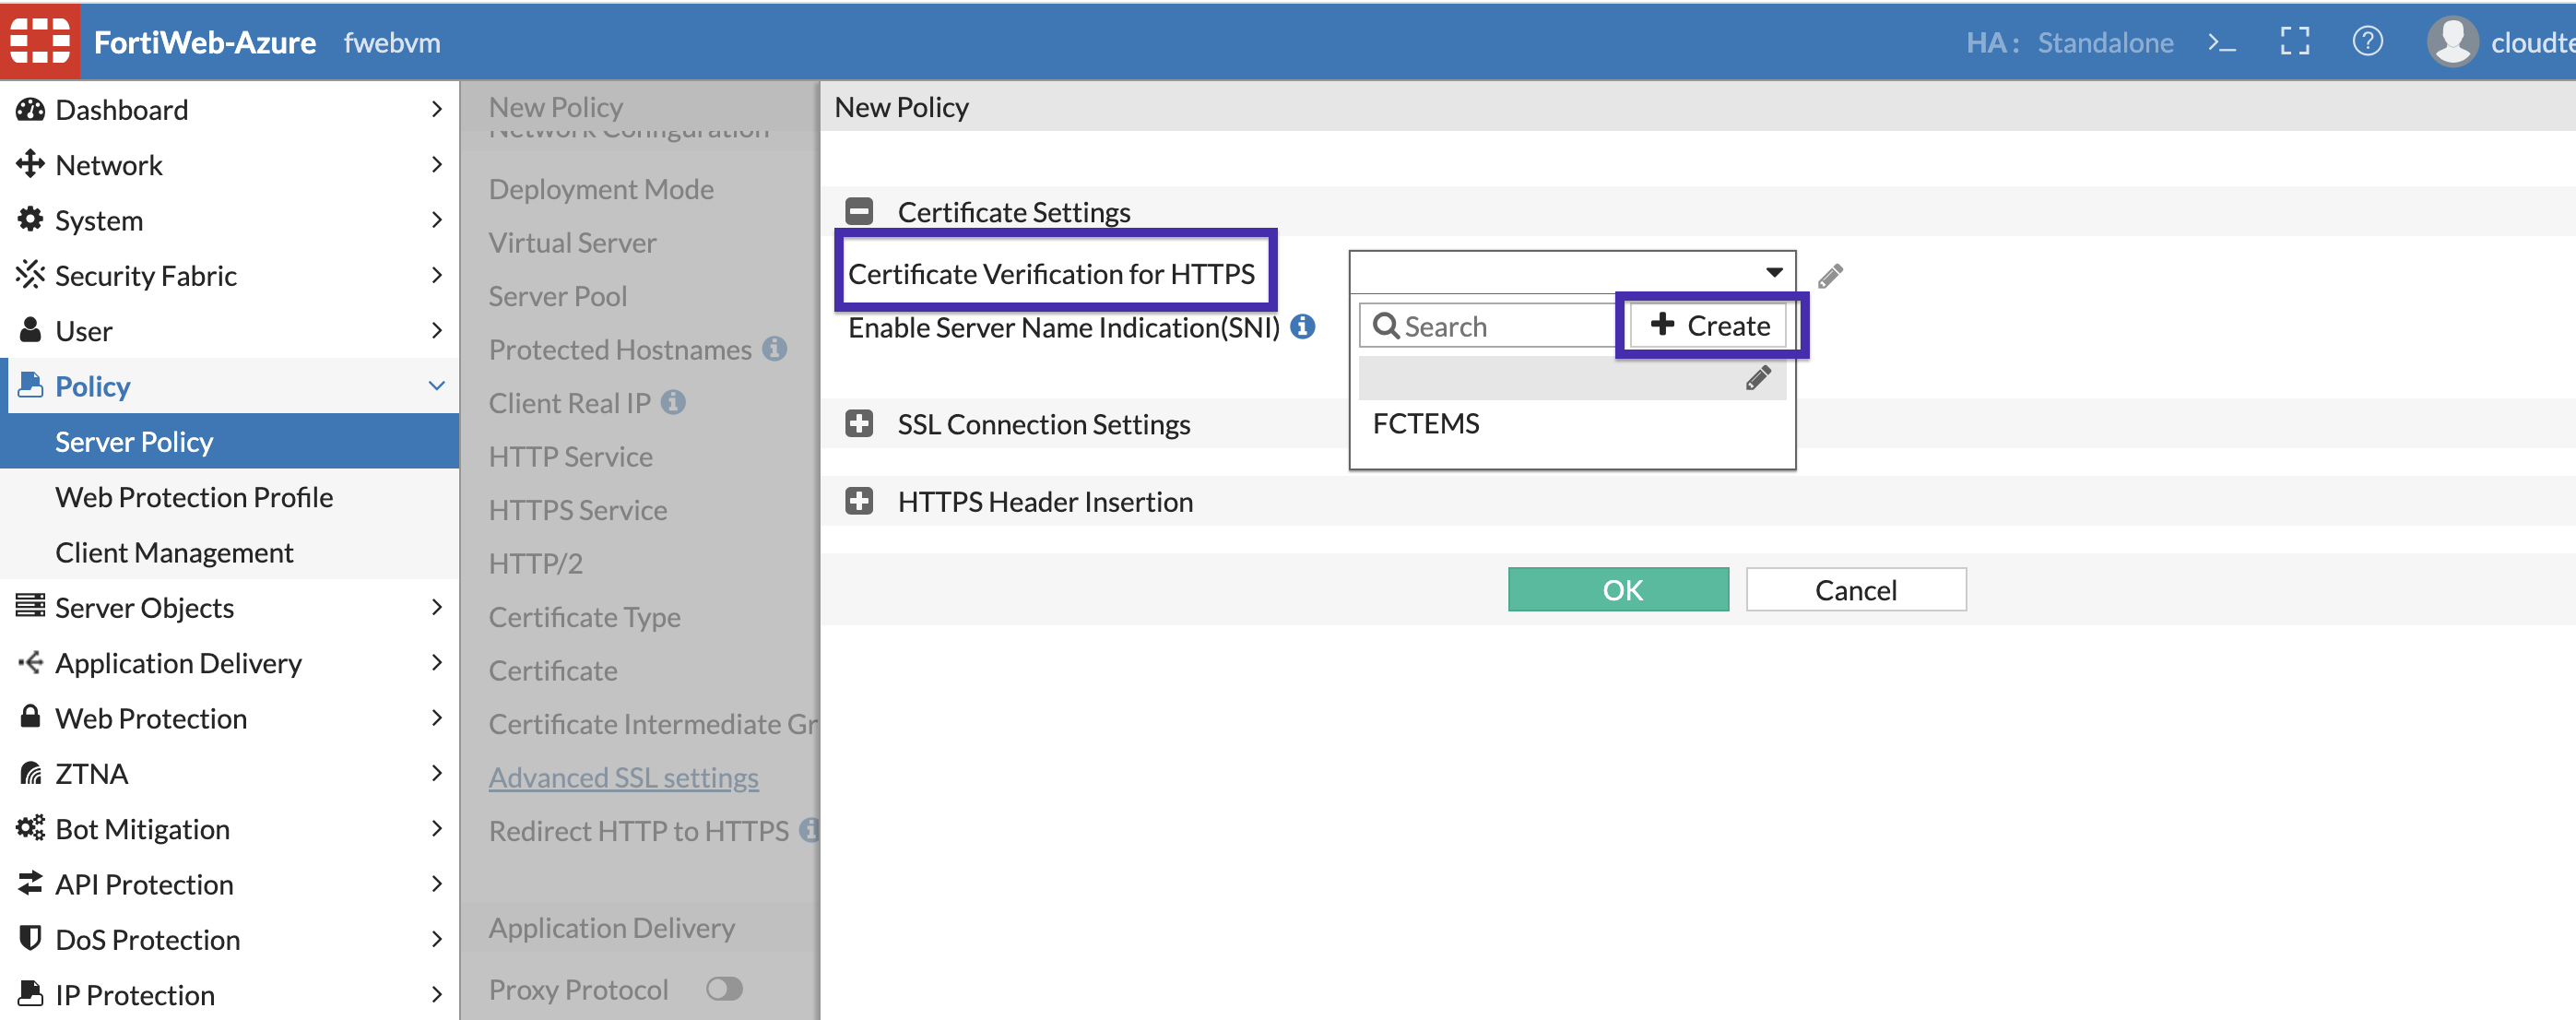 FortiWeb-Azure fwebvm HA: Standalone
Dashboard
Network
System
Security Fabric
User
Policy
Server Policy
Web Protection Profile
Client Management
Server Objects
Application Delivery
Web Protection
ZTNA
Bot Mitigation
API Protection
DoS Protection
IP Protection
New Policy
Network Configuration
Deployment Mode
Virtual Server
Server Pool
Protected Hostnames
Client Real IP
HTTP Service
HTTPS Service
HTTP/2
Certificate Type
Certificate
Certificate Intermediate Gr
Advanced SSL settings
Redirect HTTP to HTTPS
Application Delivery
Proxy Protocol
New Policy
Certificate Settings
Certificate Verification for HTTPS
Enable Server Name Indication(SNI)
Search
Create
FCTEMS
SSL Connection Settings
HTTPS Header Insertion
OK
Cancel